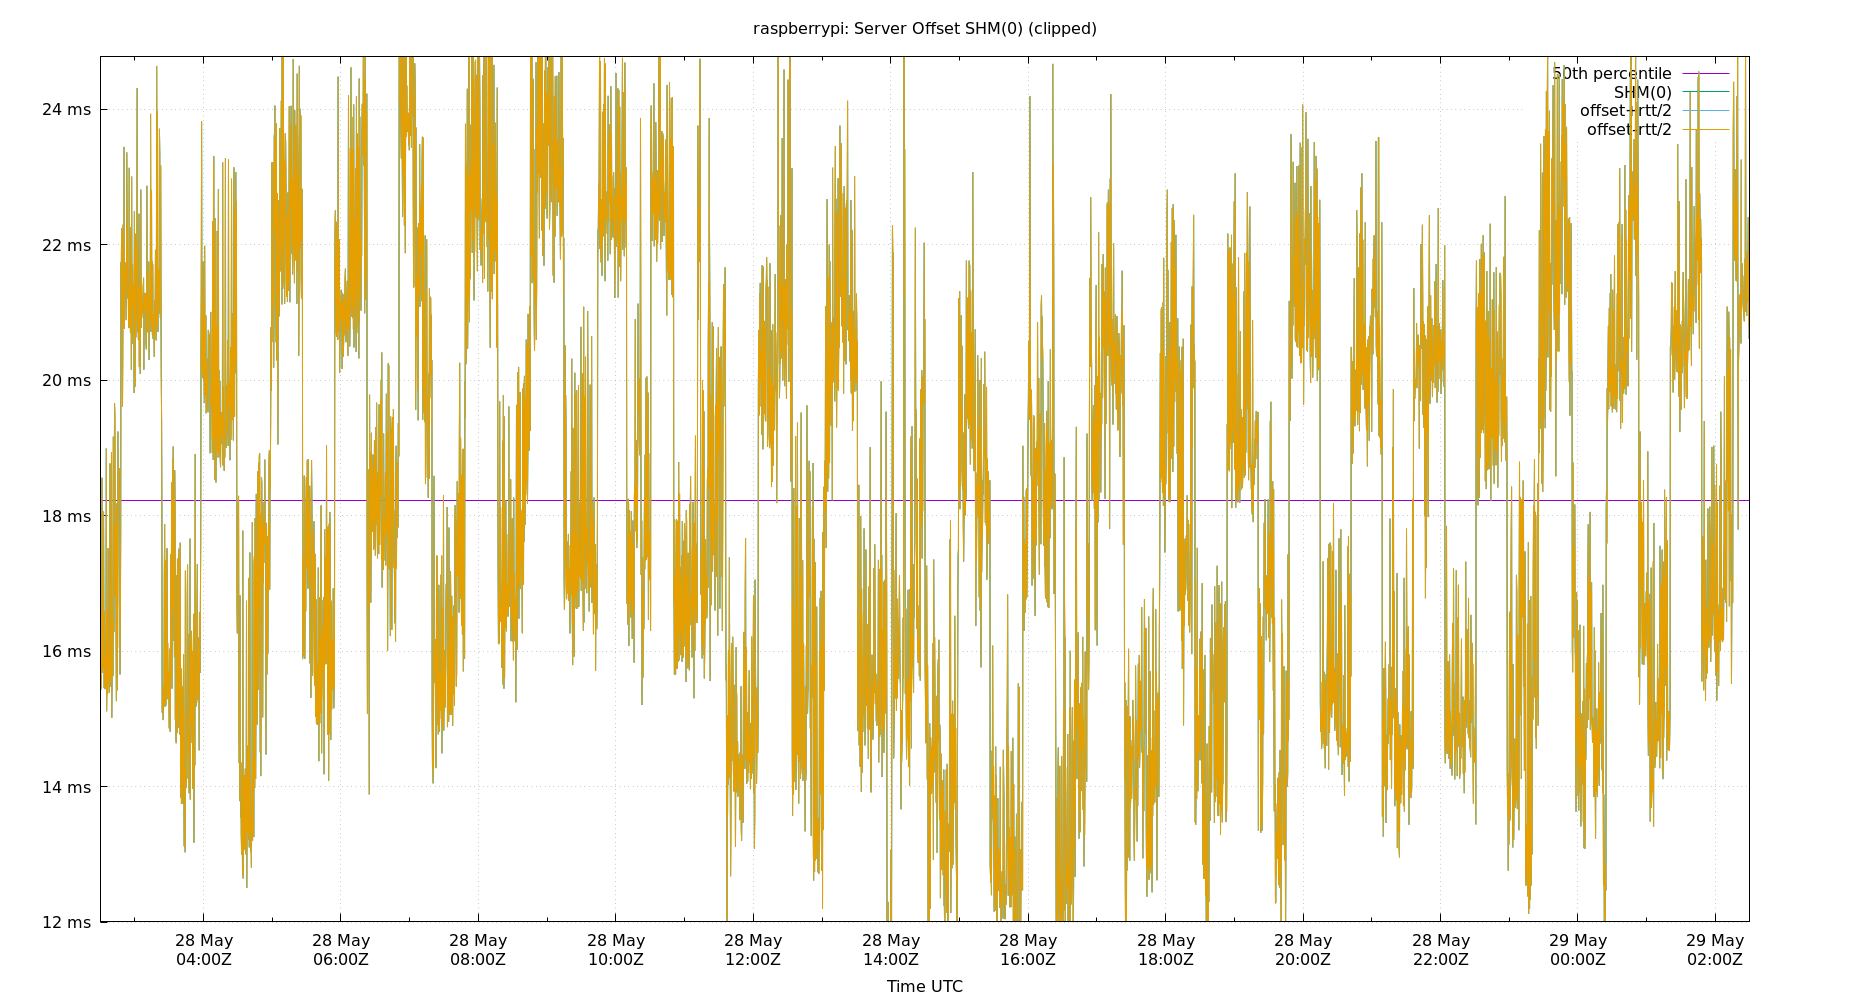 raspberrypi: Server Offset SHM(0) (clipped)
50th percentile
SHM(0)
offset+rtt/2
offset-rtt/2
24 ms
22 ms
20 ms
18 ms
16 ms
14 ms
12 ms
28 May 28 May 28 May 28 May 28 May 28 May 28 May 28 May 28 May 28 May 29 May 29 May
04:00Z 06:00Z 08:00Z 10:00Z 12:00Z 14:00Z 16:00Z 18:00Z 20:00Z 22:00Z 00:00Z 02:00Z
Time UTC